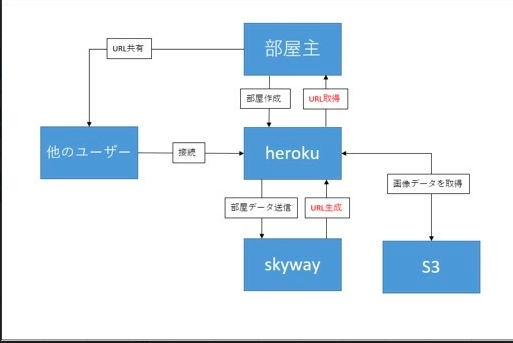 部屋主
URL共有
部屋作成
URL取得
他のユーザー
接続
heroku
画像データを取得
部屋データ送信
URL生成
skyway
S3